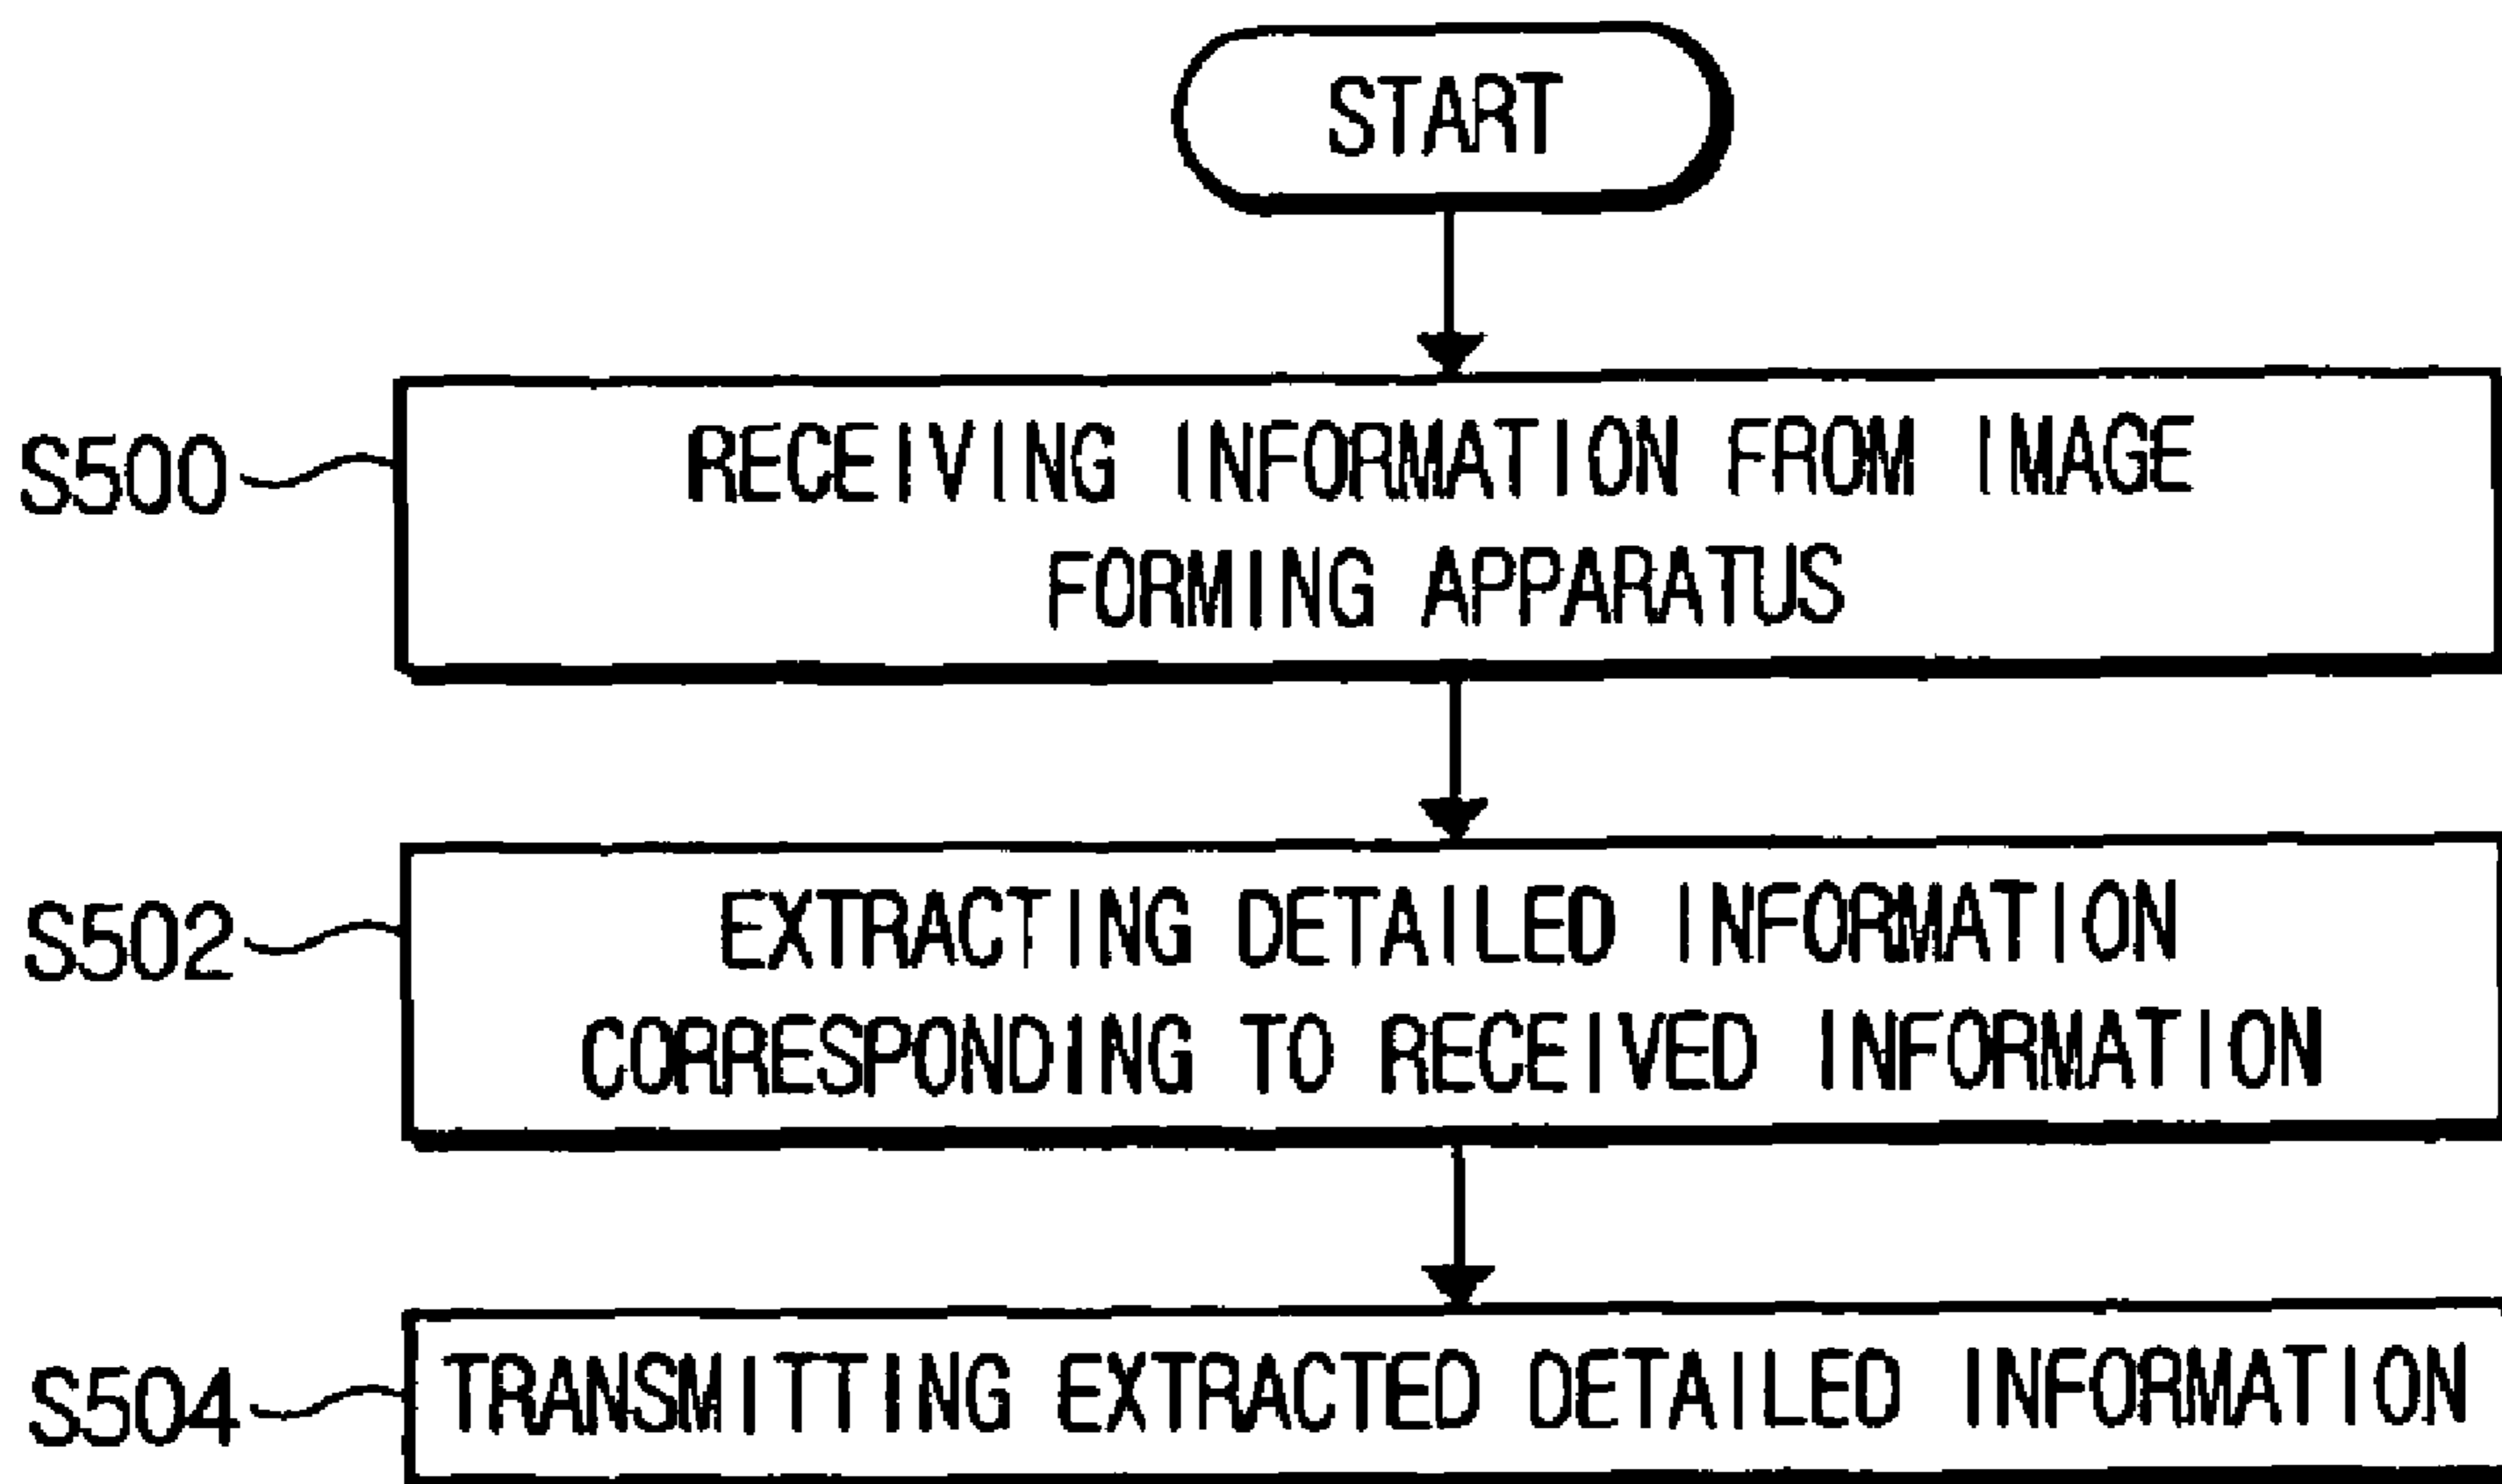 START
S500
RECEIVING INFORMATION FROM IMAGE
FORMING APPARATUS
S502
EXTRACTING DETAILED INFORMATION
CORRESPONDING TO RECEIVED INFORMATION
S504
TRANSMITTING EXTRACTED DETAILED INFORMATION